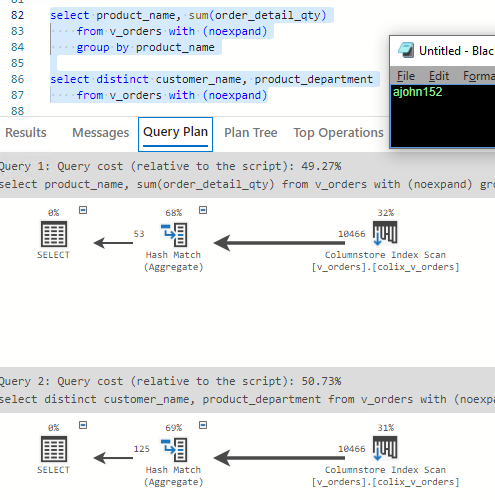 81
82 select product_name, sum(order_detail_qty)
83 from v_orders with (noexpand)
84 group by product_name
85
86 select distinct customer_name, product_department
87 from v_orders with (noexpand)
88
Untitled - Blac
File Edit Forma
ajohn152
Results Messages Query Plan Plan Tree Top Operations
Query 1: Query cost (relative to the script): 49.27%
select product_name, sum(order_detail_qty) from v_orders with (noexpand) gro
0% 68% 32%
53 10466
SELECT Hash Match Columnstore Index Scan
(Aggregate) [v_orders].[colix_v_orders]
Query 2: Query cost (relative to the script): 50.73%
select distinct customer_name, product_department from v_orders with (noexpa
0% 69% 31%
125 10466
SELECT Hash Match Columnstore Index Scan
(Aggregate) [v_orders].[colix_v_orders]